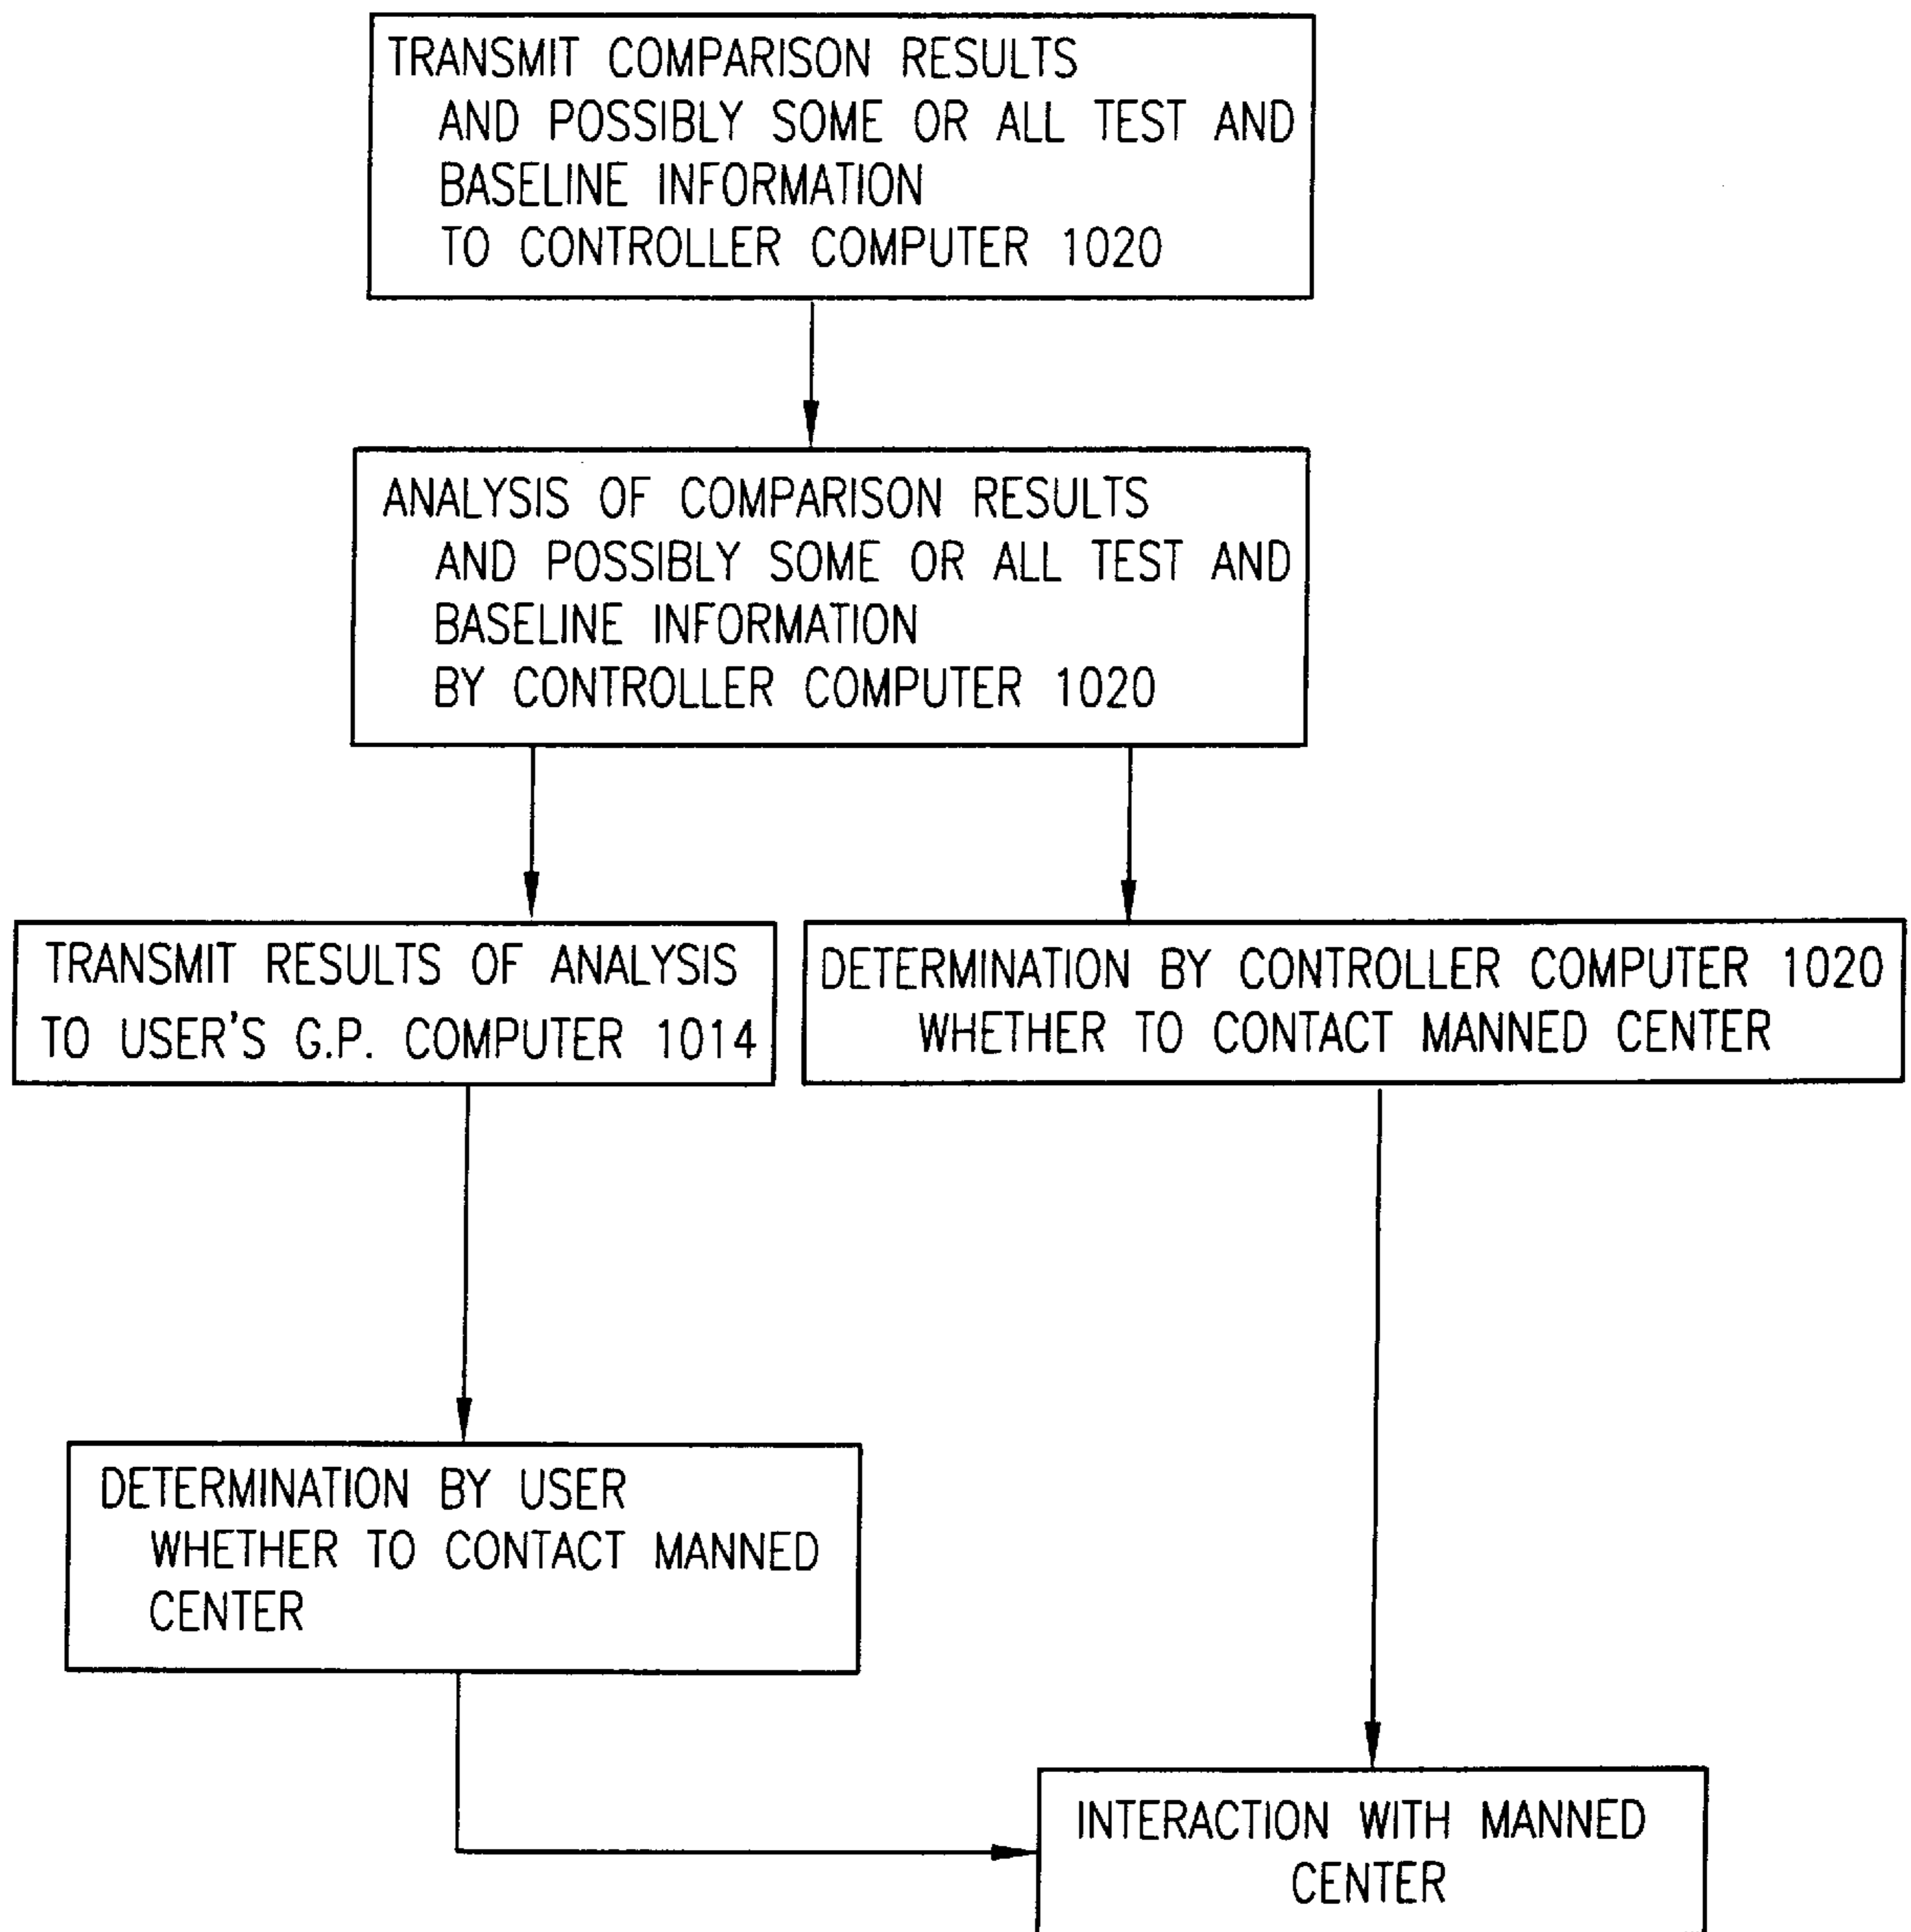 TRANSMIT COMPARISON RESULTS
AND POSSIBLY SOME OR ALL TEST AND
BASELINE INFORMATION
TO CONTROLLER COMPUTER 1020
ANALYSIS OF COMPARISON RESULTS
AND POSSIBLY SOME OR ALL TEST AND
BASELINE INFORMATION
BY CONTROLLER COMPUTER 1020
TRANSMIT RESULTS OF ANALYSIS
TO USER'S G.P. COMPUTER 1014
DETERMINATION BY CONTROLLER COMPUTER 1020
WHETHER TO CONTACT MANNED CENTER
DETERMINATION BY USER
WHETHER TO CONTACT MANNED
CENTER
INTERACTION WITH MANNED
CENTER